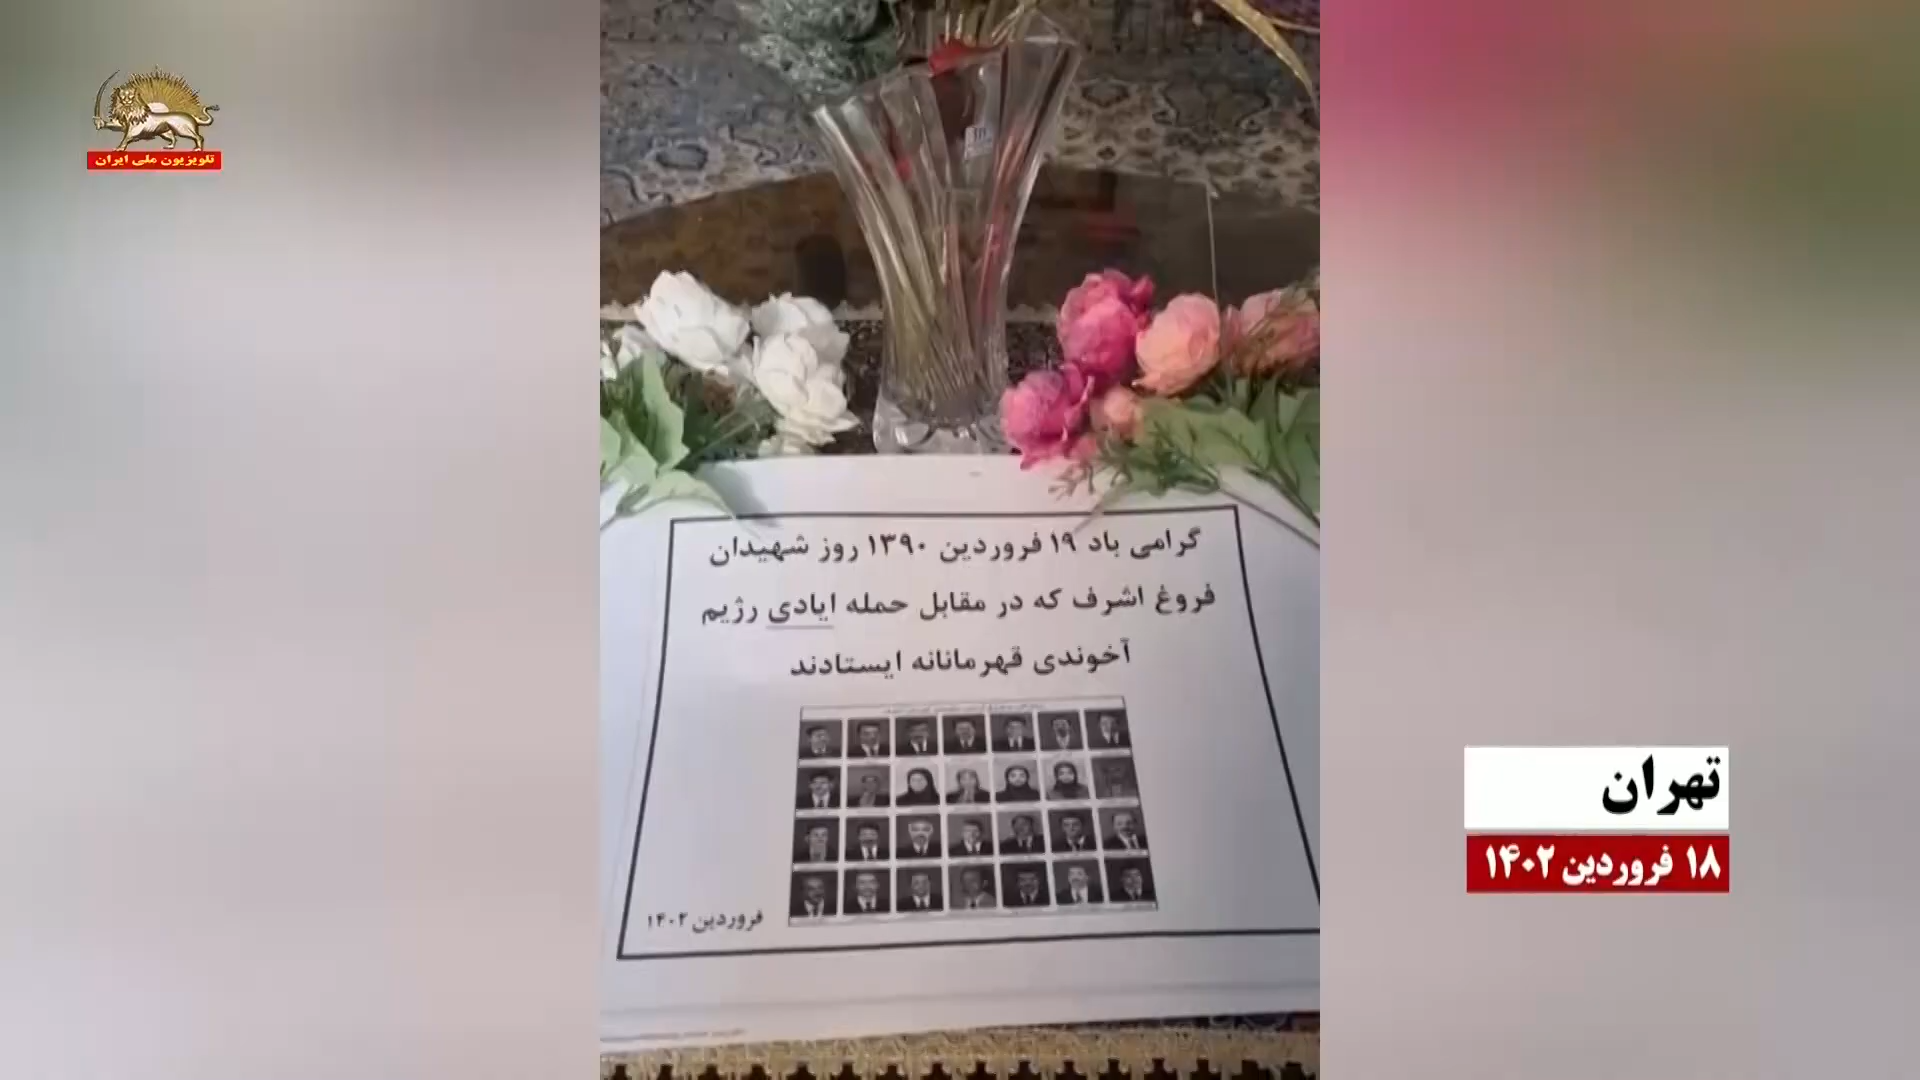 تلویزیون ملی ایران
گرامی باد ۱۹ فروردین ۱۳۹۰ روز شهیدان
فروغ اشرف که در مقابل حمله ایادی رژیم
آخوندی قهرمانانه ایستادند
فروردین ۱۴۰۲
تهران
۱۸ فروردین ۱۴۰۲